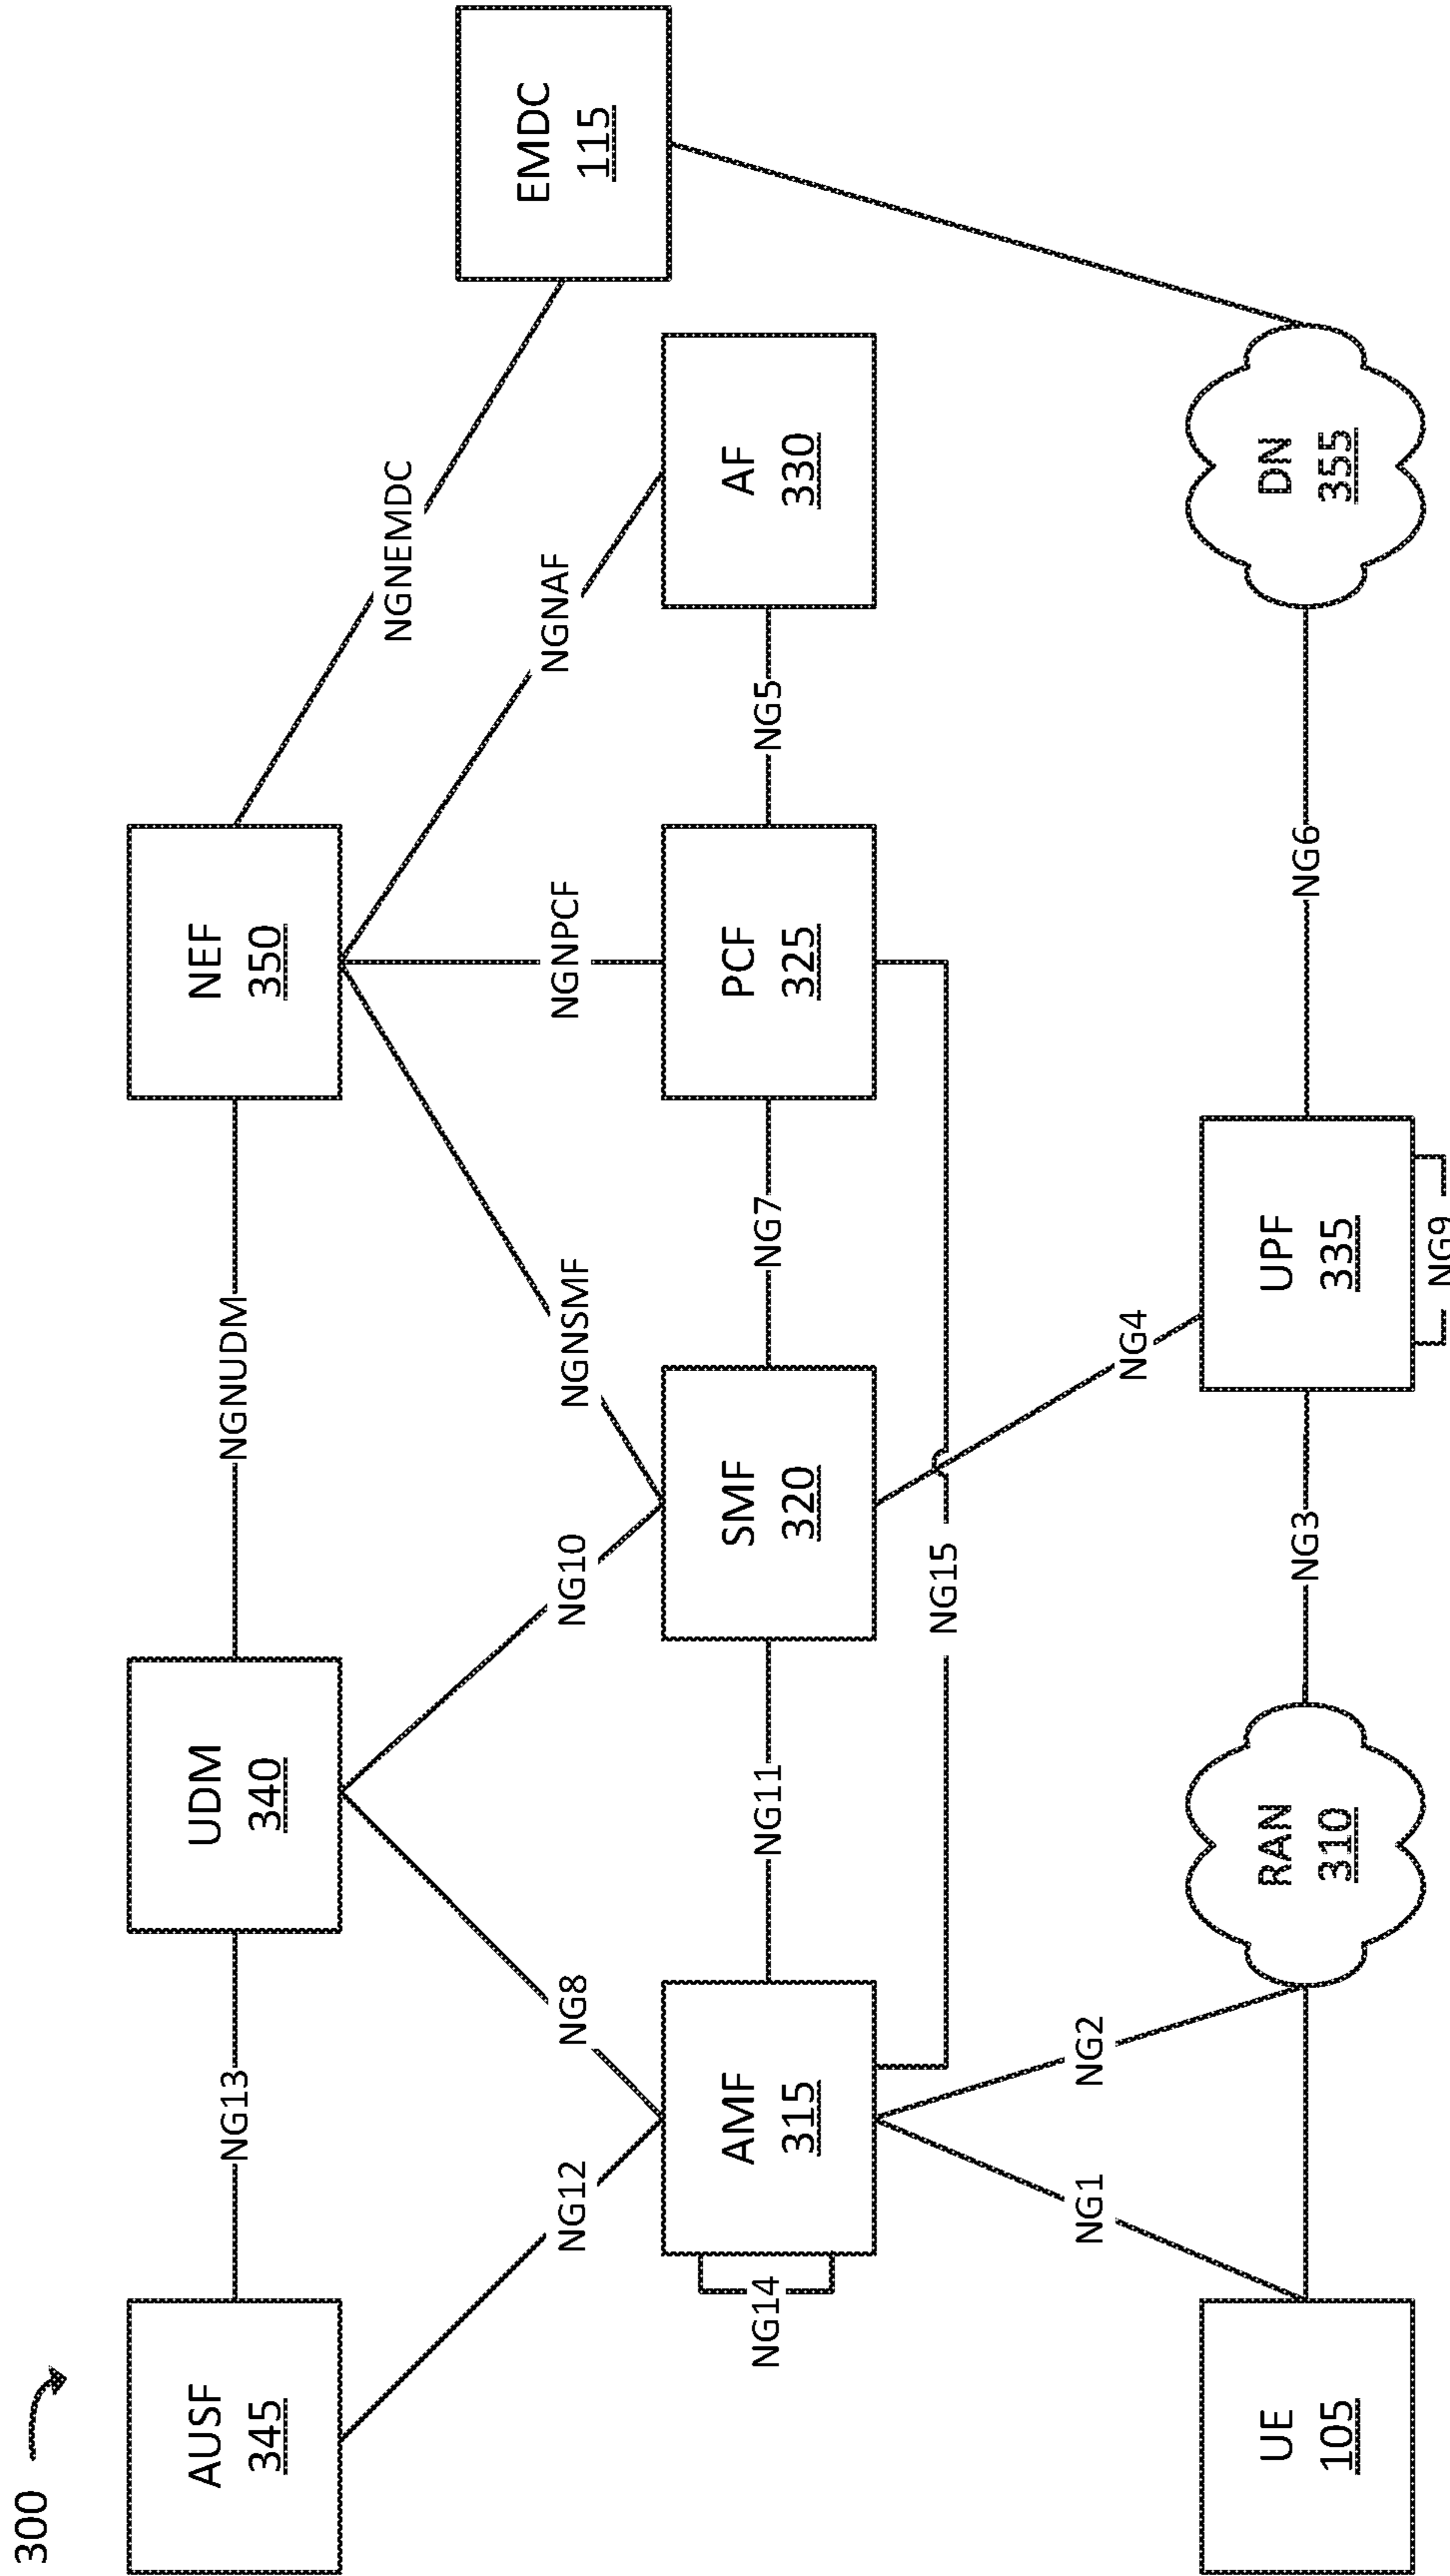 300
AUSF
345
NG13
UDM
340
NGNUDM
NEF
350
NGNEMDC
EMDC
115
NG12
NG8
NG10
NGNSMF
NGNPCF
NGNAF
NG14
AMF
315
NG11
SMF
320
NG7
PCF
325
NG5
AF
330
NG15
NG1
NG2
NG4
UE
105
RAN
310
NG3
UPF
335
NG6
DN
355
NG9